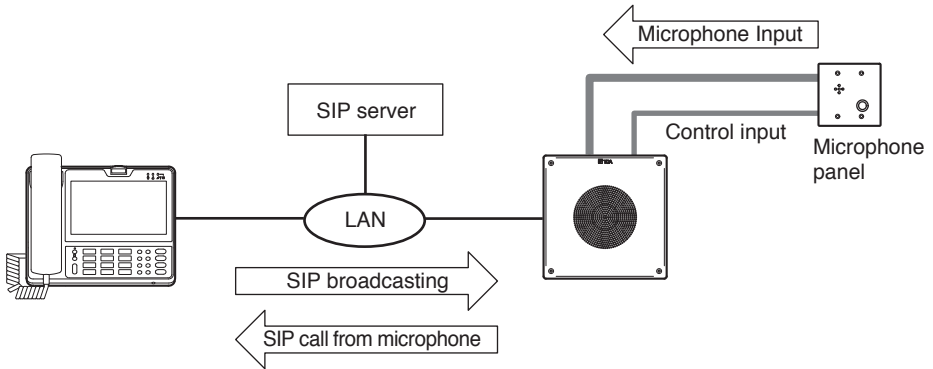 Microphone Input
SIP server
Control input
Microphone
panel
LAN
SIP broadcasting
SIP call from microphone